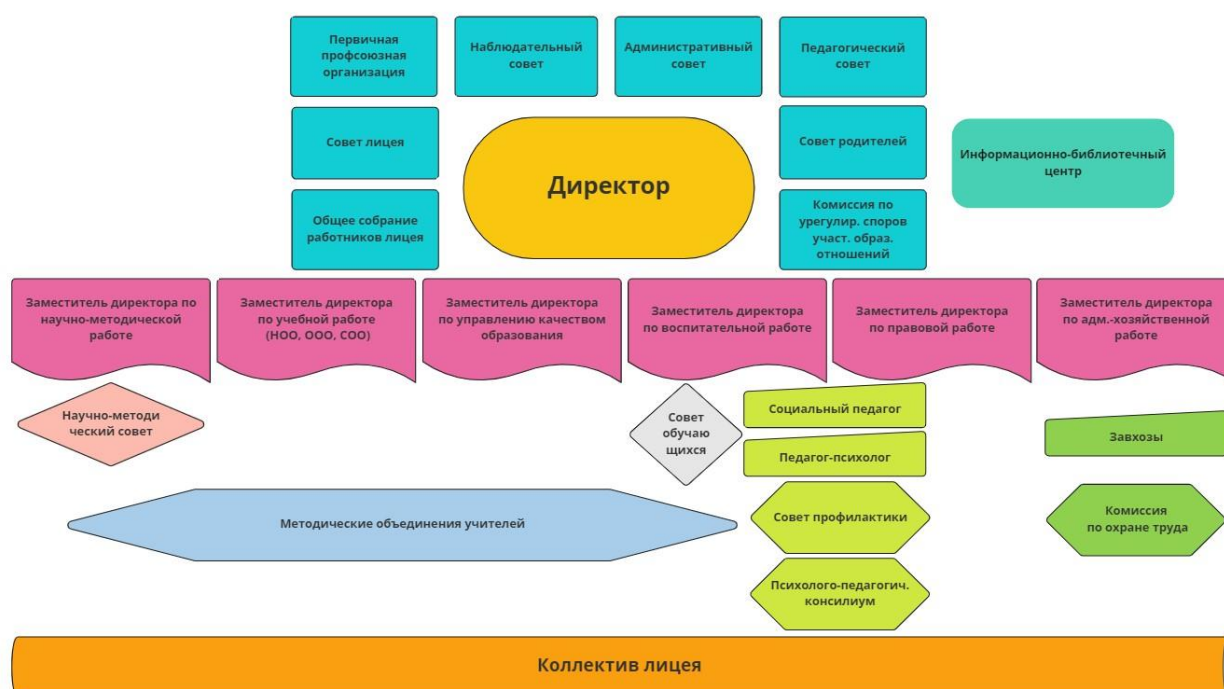 Первичная
профсоюзная
организация
Наблюдательный
совет
Административный
совет
Педагогический
совет
Совет лицея
Директор
Совет родителей
Информационно-библиотечный
центр
Общее собрание
работников лицея
Комиссия по
урегулир. споров
участ. образ.
отношений
Заместитель директора по
научно-методической
работе
Заместитель директора
по учебной работе
(НОО, ООО, СОО)
Заместитель директора
по управлению качеством
образования
Заместитель директора
по воспитательной работе
Заместитель директора
по правовой работе
Заместитель директора
по адм.-хозяйственной
работе
Научно-методи
ческий совет
Совет
обучаю
щихся
Социальный педагог
Педагог-психолог
Завхозы
Методические объединения учителей
Совет профилактики
Комиссия
по охране труда
Психолого-педагогич.
консилиум
Коллектив лицея